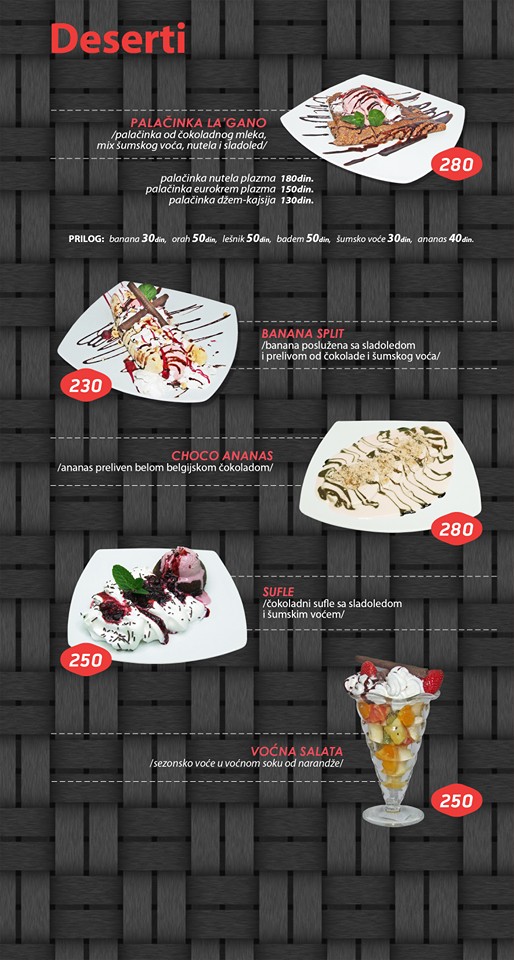 Deserti
PALAČINKA LA'GANO
/palačinka od čokoladnog mleka,
mix šumskog voća, nutela i sladoled/
280
palačinka nutela plazma 180din.
palačinka eurokrem plazma 150din.
palačinka džem-kajsija 130din.
PRILOG: banana 30din, orah 50din, lešnik 50din, badem 50din, šumsko voće 30din, ananas 40din.
BANANA SPLIT
/banana poslužena sa sladoledom
i prelivom od čokolade i šumskog voća/
230
CHOCO ANANAS
/ananas preliven belom belgijskom čokoladom/
280
SUFLE
/čokoladni sufle sa sladoledom
i šumskim voćem/
250
VOĆNA SALATA
/sezonsko voće u voćnom soku od narandže/
250